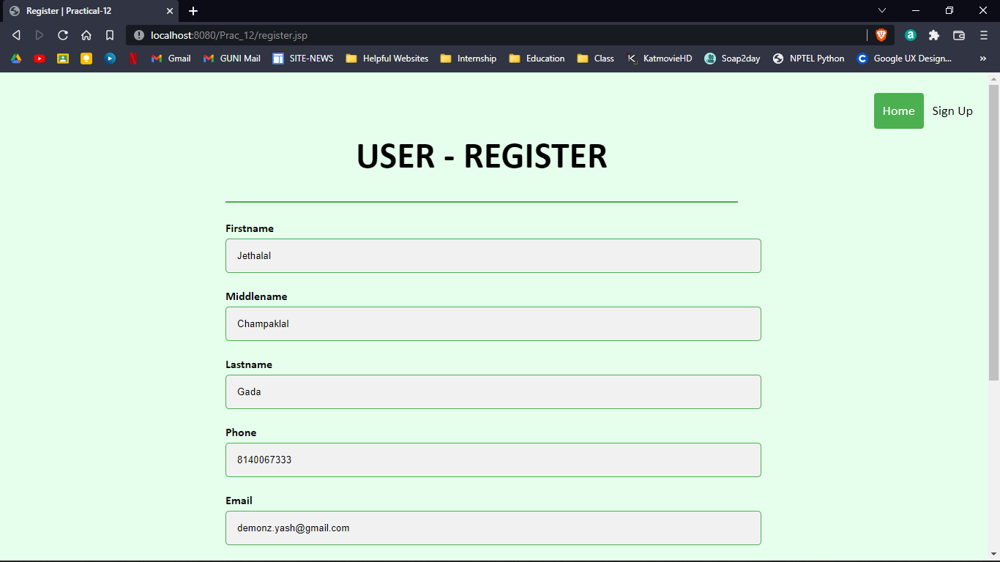 Register | Practical-12
localhost:8080/Prac_12/register.jsp
Gmail GUNI Mail SITE-NEWS Helpful Websites Internship Education Class KatmovieHD Soap2day NPTEL Python Google UX Design...
Home Sign Up
USER - REGISTER
Firstname
Jethalal
Middlename
Champaklal
Lastname
Gada
Phone
8140067333
Email
demonz.yash@gmail.com